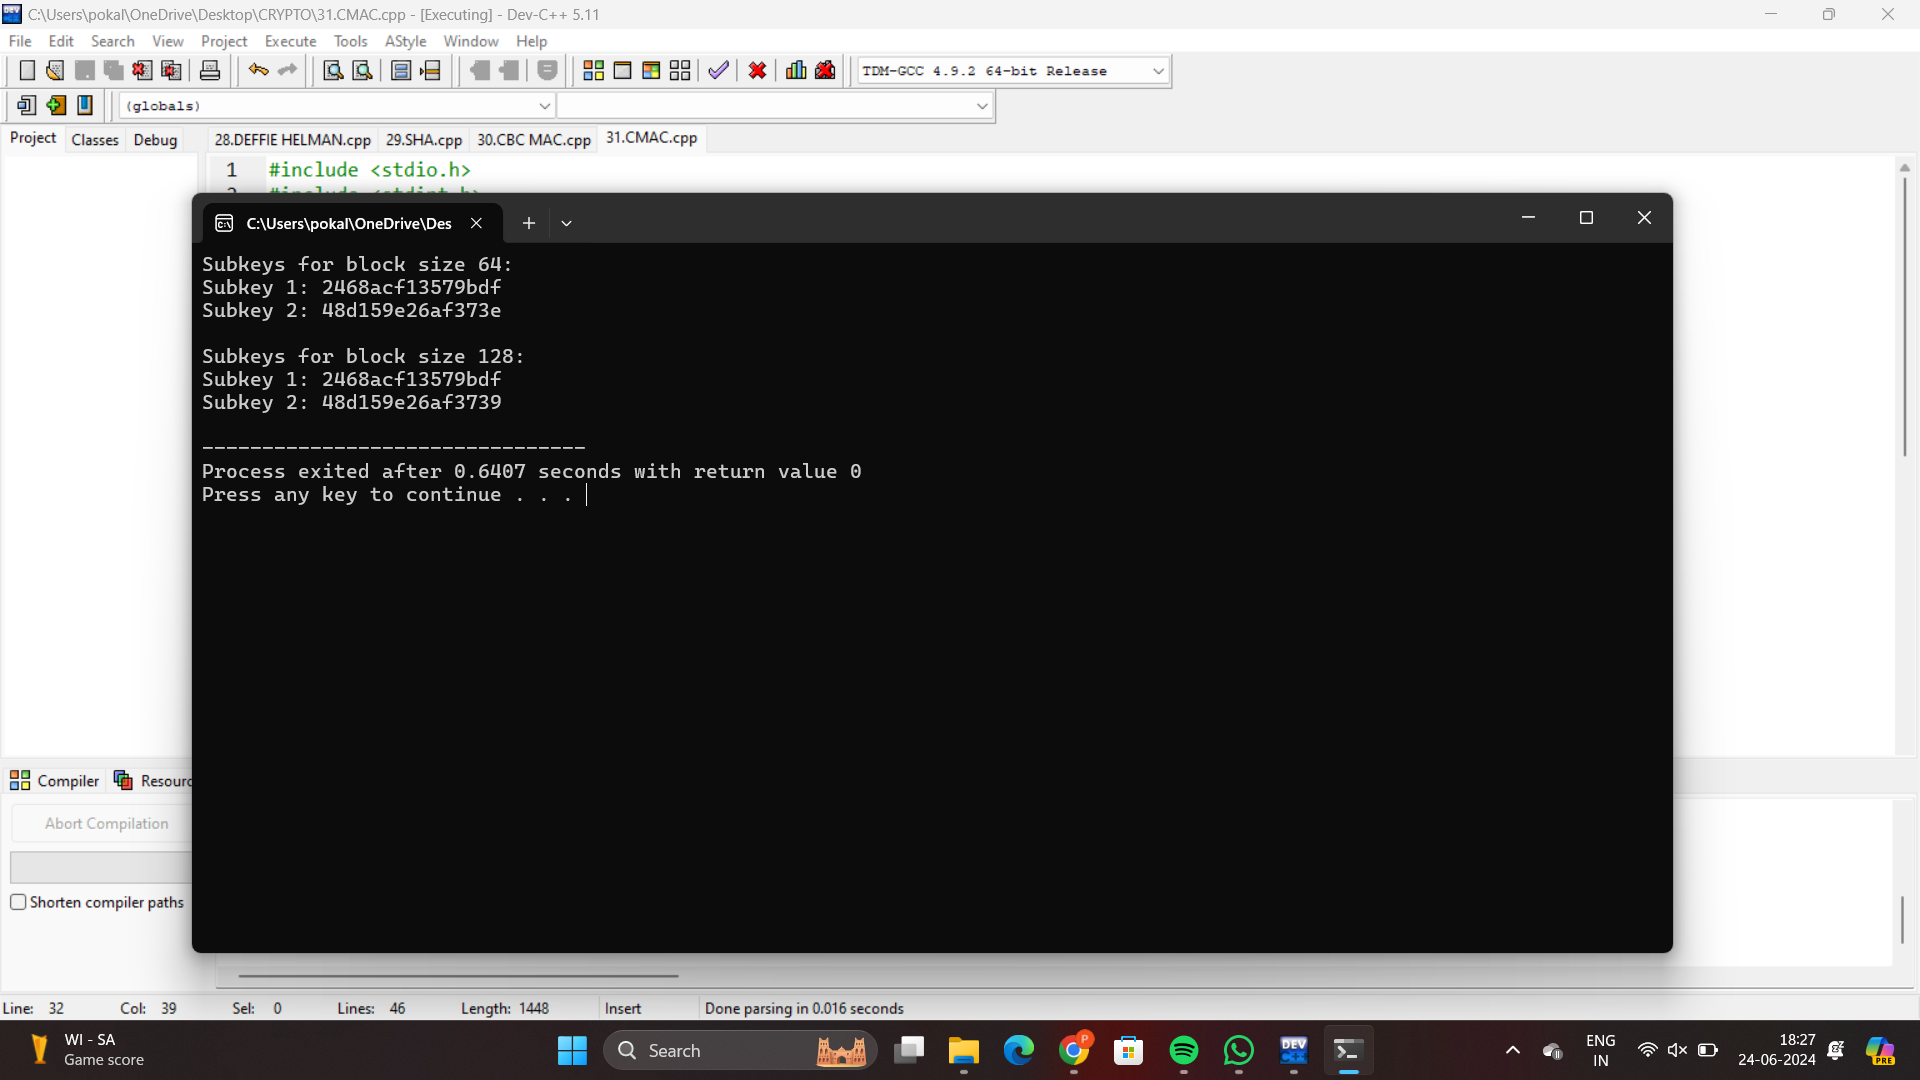 C:\Users\pokal\OneDrive\Desktop\CRYPTO\31.CMAC.cpp - [Executing] - Dev-C++ 5.11
File Edit Search View Project Execute Tools AStyle Window Help
TDM-GCC 4.9.2 64-bit Release
(globals)
Project Classes Debug 28.DEFFIE HELMAN.cpp 29.SHA.cpp 30.CBC MAC.cpp 31.CMAC.cpp
1 #include <stdio.h>
2 #include <stdint.h>
C:\Users\pokal\OneDrive\Des
Subkeys for block size 64:
Subkey 1: 2468acf13579bdf
Subkey 2: 48d159e26af373e
Subkeys for block size 128:
Subkey 1: 2468acf13579bdf
Subkey 2: 48d159e26af3739
--------------------------------
Process exited after 0.6407 seconds with return value 0
Press any key to continue . . .
Compiler Resourc
Abort Compilation
Shorten compiler paths
Line: 32 Col: 39 Sel: 0 Lines: 46 Length: 1448 Insert Done parsing in 0.016 seconds
WI - SA
Game score
Search
DEV
P
ENG
IN
18:27
24-06-2024
PRE